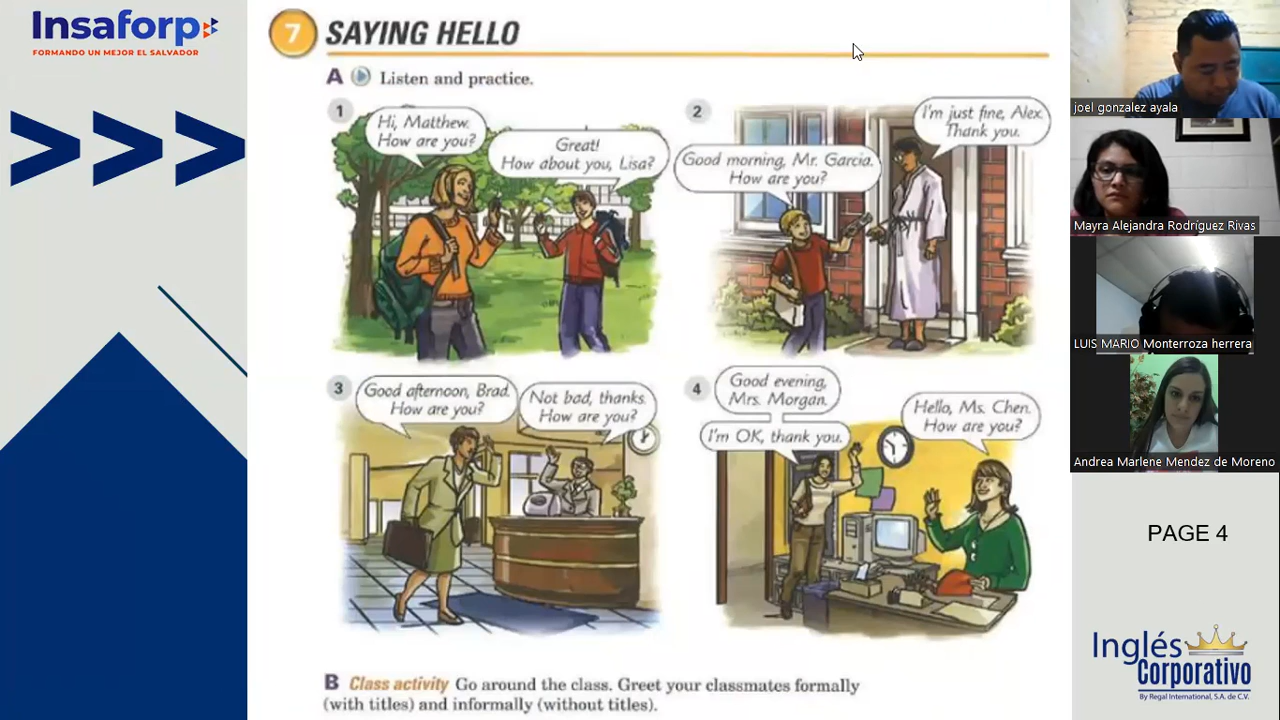 Insaforp
FORMANDO UN MEJOR EL SALVADOR
7 SAYING HELLO
A Listen and practice.
1
Hi, Matthew.
How are you?
Great!
How about you, Lisa?
2
Good morning, Mr. Garcia.
How are you?
I'm just fine, Alex.
Thank you.
3
Good afternoon, Brad.
How are you?
Not bad, thanks.
How are you?
4
Good evening,
Mrs. Morgan.
I'm OK, thank you.
Hello, Ms. Chen.
How are you?
B Class activity Go around the class. Greet your classmates formally
(with titles) and informally (without titles).
joel gonzalez ayala
Mayra Alejandra Rodríguez Rivas
LUIS MARIO Monterroza herrera
Andrea Marlene Mendez de Moreno
PAGE 4
Inglés
Corporativo
By Regal International, S.A. de C.V.